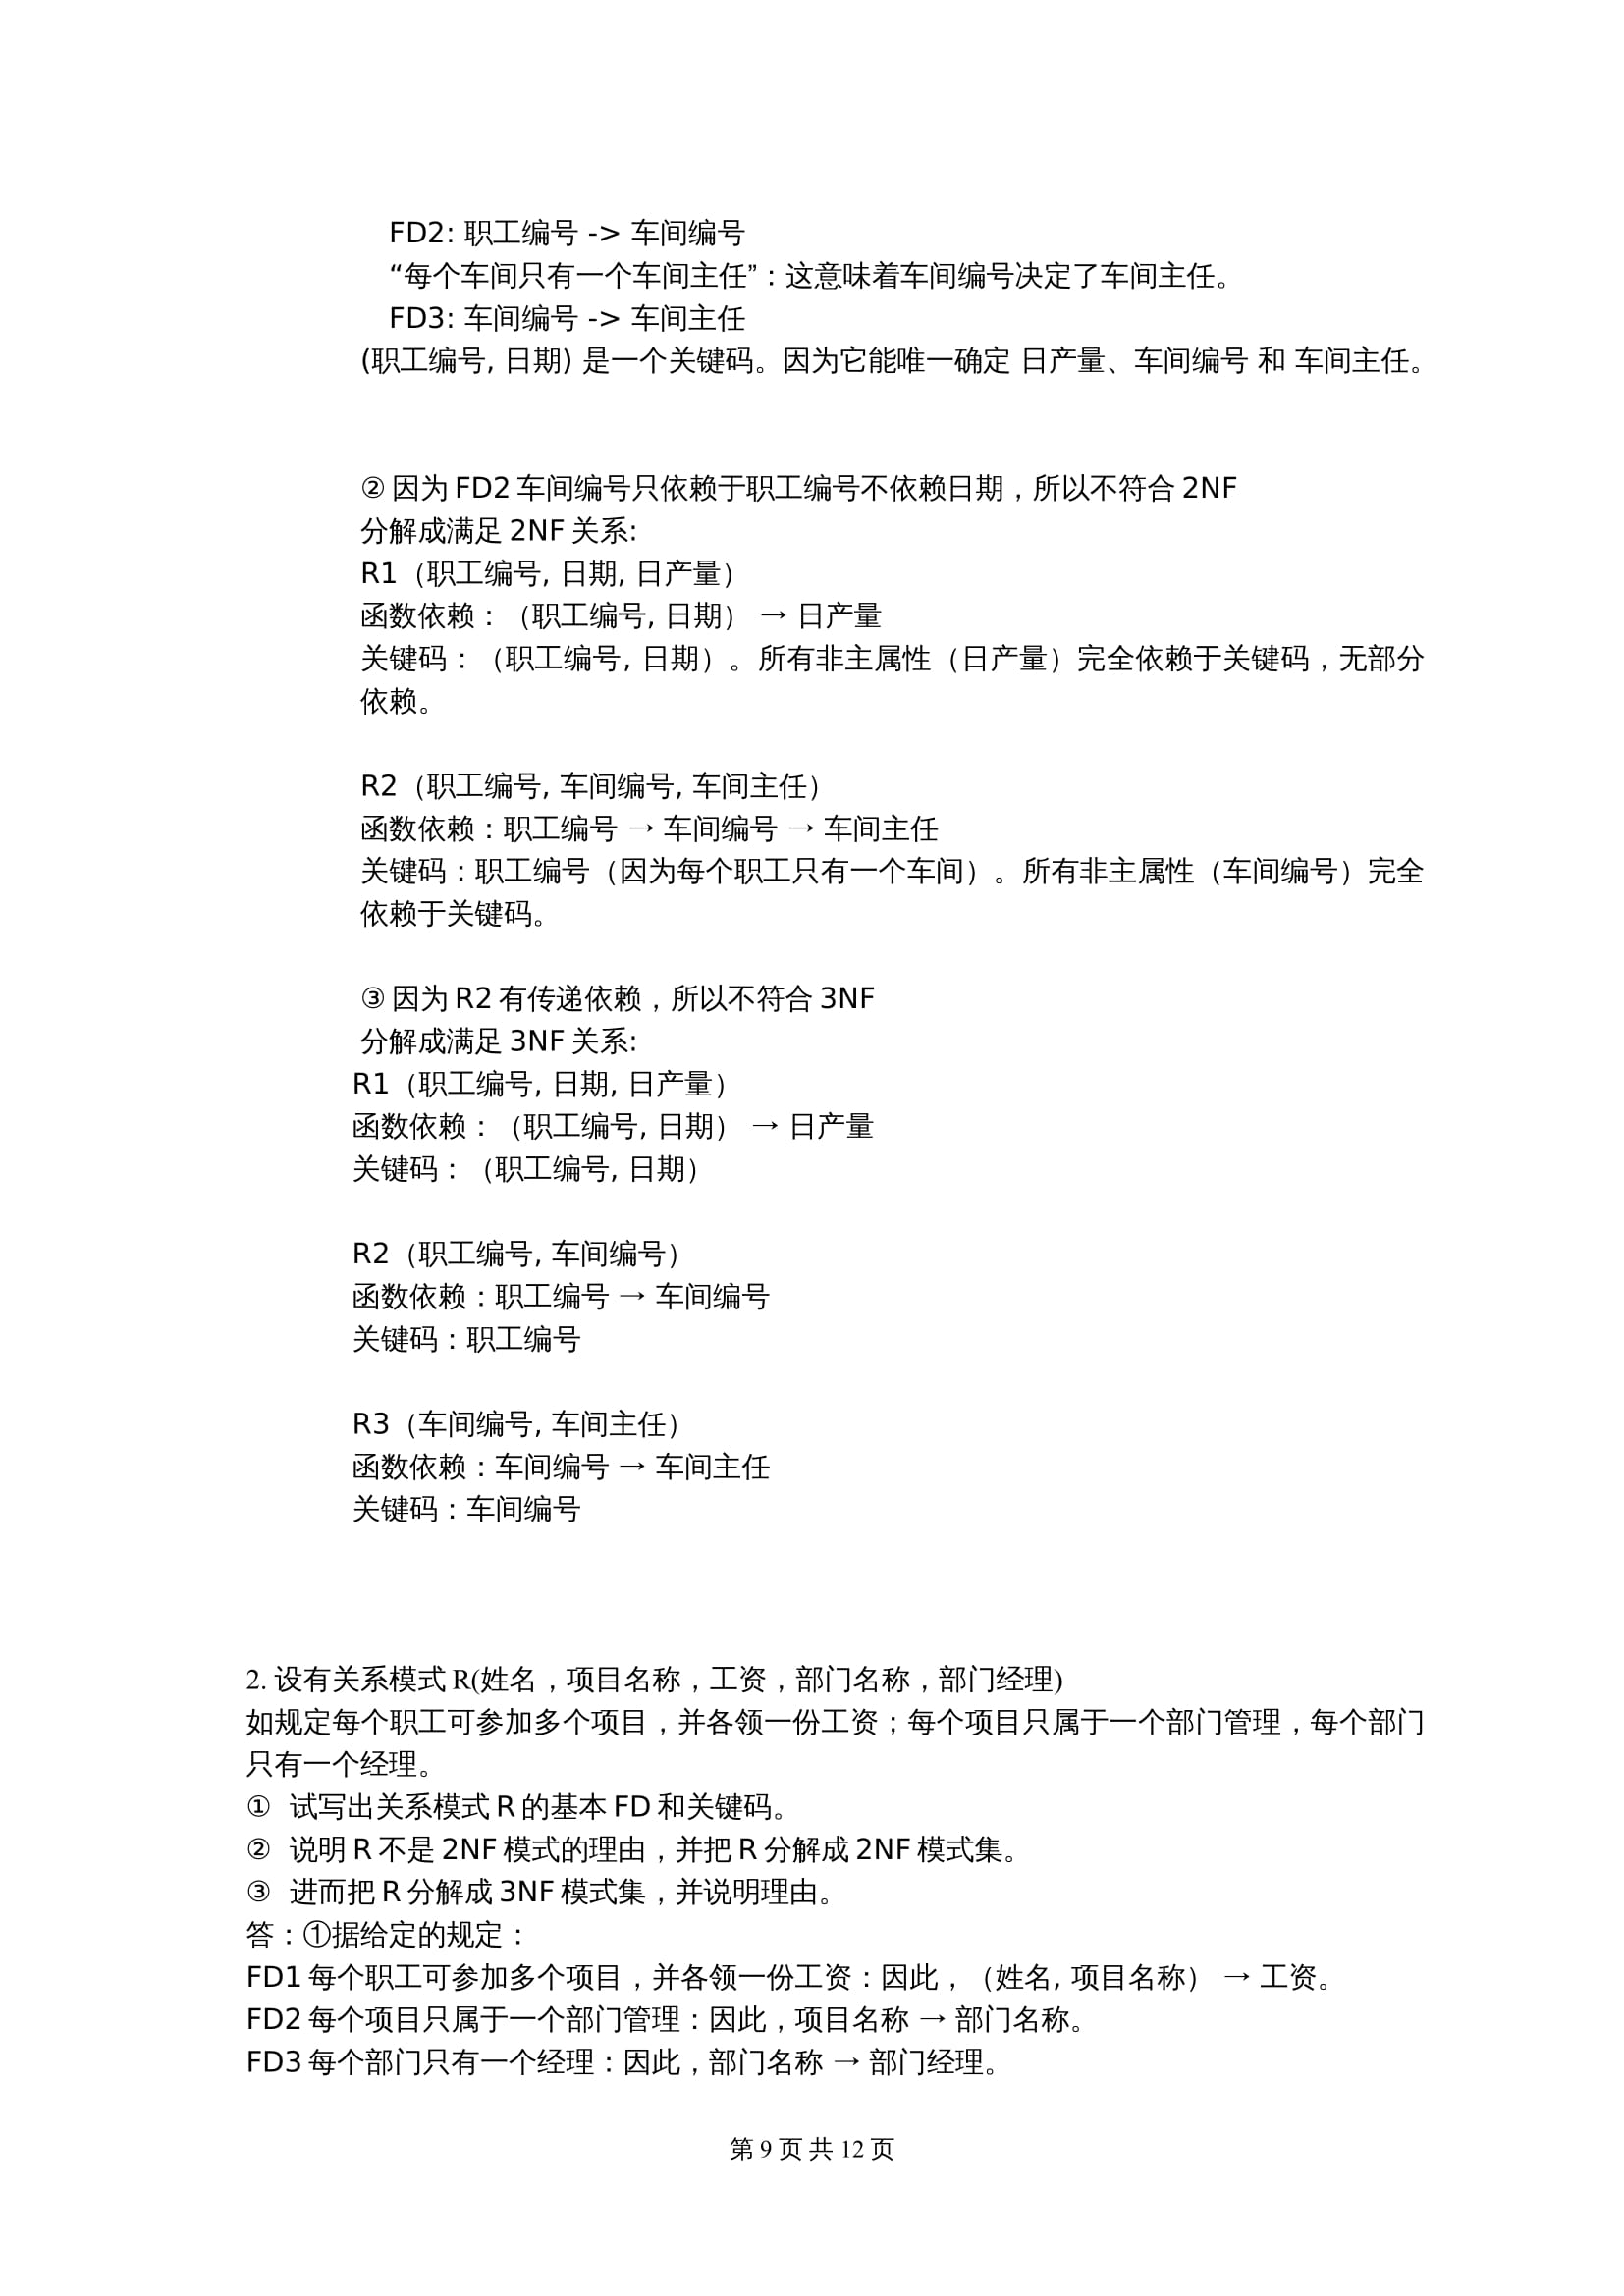 FD2: 职工编号 -> 车间编号
“每个车间只有一个车间主任”：这意味着车间编号决定了车间主任。
FD3: 车间编号 -> 车间主任
(职工编号, 日期) 是一个关键码。因为它能唯一确定 日产量、车间编号 和 车间主任。
② 因为 FD2 车间编号只依赖于职工编号不依赖日期，所以不符合 2NF
分解成满足 2NF 关系:
R1（职工编号, 日期, 日产量）
函数依赖：（职工编号, 日期） → 日产量
关键码：（职工编号, 日期）。所有非主属性（日产量）完全依赖于关键码，无部分
依赖。
R2（职工编号, 车间编号, 车间主任）
函数依赖：职工编号 → 车间编号 → 车间主任
关键码：职工编号（因为每个职工只有一个车间）。所有非主属性（车间编号）完全
依赖于关键码。
③ 因为 R2 有传递依赖，所以不符合 3NF
分解成满足 3NF 关系:
R1（职工编号, 日期, 日产量）
函数依赖：（职工编号, 日期） → 日产量
关键码：（职工编号, 日期）
R2（职工编号, 车间编号）
函数依赖：职工编号 → 车间编号
关键码：职工编号
R3（车间编号, 车间主任）
函数依赖：车间编号 → 车间主任
关键码：车间编号
2. 设有关系模式 R(姓名，项目名称，工资，部门名称，部门经理)
如规定每个职工可参加多个项目，并各领一份工资；每个项目只属于一个部门管理，每个部门
只有一个经理。
① 试写出关系模式 R 的基本 FD 和关键码。
② 说明 R 不是 2NF 模式的理由，并把 R 分解成 2NF 模式集。
③ 进而把 R 分解成 3NF 模式集，并说明理由。
答：①据给定的规定：
FD1 每个职工可参加多个项目，并各领一份工资：因此，（姓名, 项目名称） → 工资。
FD2 每个项目只属于一个部门管理：因此，项目名称 → 部门名称。
FD3 每个部门只有一个经理：因此，部门名称 → 部门经理。
第 9 页 共 12 页